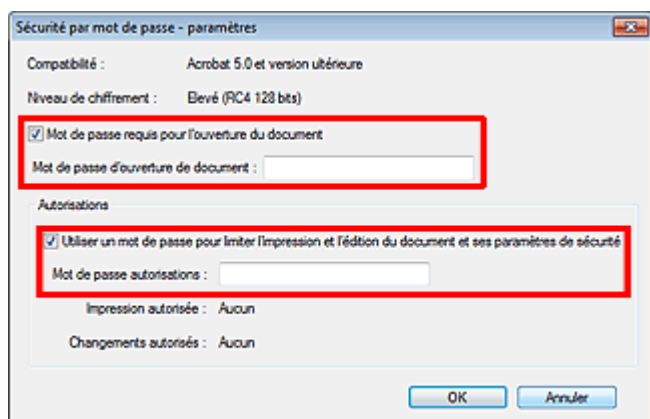 Sécurité par mot de passe - paramètres
Compatibilité : Acrobat 5.0 et version ultérieure
Niveau de chiffrement : Elevé (RC4 128 bits)
Mot de passe requis pour l'ouverture du document
Mot de passe d'ouverture de document :
Autorisations
Utiliser un mot de passe pour limiter l'impression et l'édition du document et ses paramètres de sécurité
Mot de passe autorisations :
Impression autorisée : Aucun
Changements autorisés : Aucun
OK Annuler